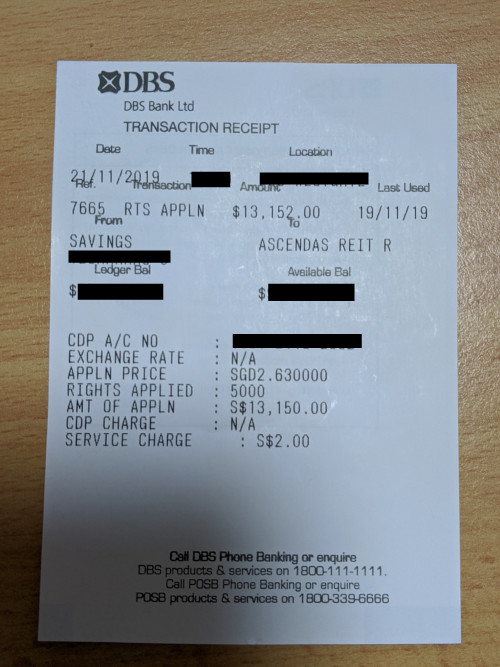 DBS
DBS Bank Ltd
TRANSACTION RECEIPT
Date Time Location
21/11/2019
Ref. Transaction Amount Last Used
7665 RTS APPLN $13,152.00 19/11/19
From To
SAVINGS ASCENDAS REIT R
Ledger Bal Available Bal
$ $
CDP A/C NO :
EXCHANGE RATE : N/A
APPLN PRICE : SGD2.630000
RIGHTS APPLIED : 5000
AMT OF APPLN : S$13,150.00
CDP CHARGE : N/A
SERVICE CHARGE : S$2.00
Call DBS Phone Banking or enquire
DBS products & services on 1800-111-1111.
Call POSB Phone Banking or enquire
POSB products & services on 1800-339-6666